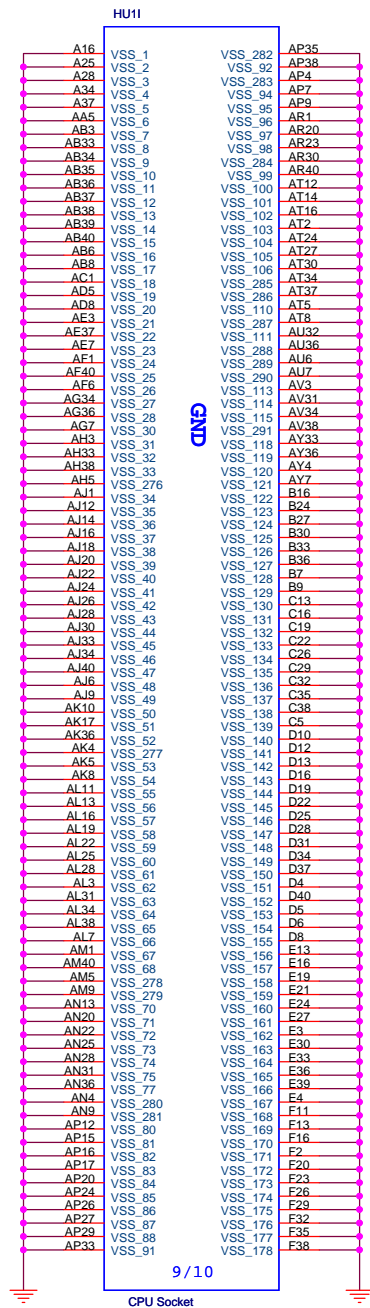 HU1I
A16 VSS_1 VSS_282 AP35
A25 VSS_2 VSS_92 AP38
A28 VSS_3 VSS_283 AP4
A34 VSS_4 VSS_94 AP7
A37 VSS_5 VSS_95 AP9
AA5 VSS_6 VSS_96 AR1
AB3 VSS_7 VSS_97 AR20
AB33 VSS_8 VSS_98 AR23
AB34 VSS_9 VSS_284 AR30
AB35 VSS_10 VSS_99 AR40
AB36 VSS_11 VSS_100 AT12
AB37 VSS_12 VSS_101 AT14
AB38 VSS_13 VSS_102 AT16
AB39 VSS_14 VSS_103 AT2
AB40 VSS_15 VSS_104 AT24
AB6 VSS_16 VSS_105 AT27
AB8 VSS_17 VSS_106 AT30
AC1 VSS_18 VSS_285 AT34
AD5 VSS_19 VSS_286 AT37
AD8 VSS_20 VSS_110 AT5
AE3 VSS_21 VSS_287 AT8
AE37 VSS_22 VSS_111 AU32
AE7 VSS_23 VSS_288 AU36
AF1 VSS_24 VSS_289 AU6
AF40 VSS_25 VSS_290 AU7
AF6 VSS_26 VSS_113 AV3
AG34 VSS_27 VSS_114 AV31
AG36 VSS_28 VSS_115 AV34
AG7 VSS_30 VSS_291 AV38
AH3 VSS_31 VSS_118 AY33
AH33 VSS_32 VSS_119 AY36
AH38 VSS_33 VSS_120 AY4
AH5 VSS_276 VSS_121 AY7
AJ1 VSS_34 VSS_122 B16
AJ12 VSS_35 VSS_123 B24
AJ14 VSS_36 VSS_124 B27
AJ16 VSS_37 VSS_125 B30
AJ18 VSS_38 VSS_126 B33
AJ20 VSS_39 VSS_127 B36
AJ22 VSS_40 VSS_128 B7
AJ24 VSS_41 VSS_129 B9
AJ26 VSS_42 VSS_130 C13
AJ28 VSS_43 VSS_131 C16
AJ30 VSS_44 VSS_132 C19
AJ33 VSS_45 VSS_133 C22
AJ34 VSS_46 VSS_134 C26
AJ40 VSS_47 VSS_135 C29
AJ6 VSS_48 VSS_136 C32
AJ9 VSS_49 VSS_137 C35
AK10 VSS_50 VSS_138 C38
AK17 VSS_51 VSS_139 C5
AK36 VSS_52 VSS_140 D10
AK4 VSS_277 VSS_141 D12
AK5 VSS_53 VSS_142 D13
AK8 VSS_54 VSS_143 D16
AL11 VSS_55 VSS_144 D19
AL13 VSS_56 VSS_145 D22
AL16 VSS_57 VSS_146 D25
AL19 VSS_58 VSS_147 D28
AL22 VSS_59 VSS_148 D31
AL25 VSS_60 VSS_149 D34
AL28 VSS_61 VSS_150 D37
AL3 VSS_62 VSS_151 D4
AL31 VSS_63 VSS_152 D40
AL34 VSS_64 VSS_153 D5
AL38 VSS_65 VSS_154 D6
AL7 VSS_66 VSS_155 D8
AM1 VSS_67 VSS_156 E13
AM40 VSS_68 VSS_157 E16
AM5 VSS_278 VSS_158 E19
AM9 VSS_279 VSS_159 E21
AN13 VSS_70 VSS_160 E24
AN20 VSS_71 VSS_161 E27
AN22 VSS_72 VSS_162 E3
AN25 VSS_73 VSS_163 E30
AN28 VSS_74 VSS_164 E33
AN31 VSS_75 VSS_165 E36
AN36 VSS_77 VSS_166 E39
AN4 VSS_280 VSS_167 E4
AN9 VSS_281 VSS_168 F11
AP12 VSS_80 VSS_169 F13
AP15 VSS_81 VSS_170 F16
AP16 VSS_82 VSS_171 F2
AP17 VSS_83 VSS_172 F20
AP20 VSS_84 VSS_173 F23
AP24 VSS_85 VSS_174 F26
AP26 VSS_86 VSS_175 F29
AP27 VSS_87 VSS_176 F32
AP29 VSS_88 VSS_177 F35
AP33 VSS_91 VSS_178 F38
GND
9/10
CPU Socket